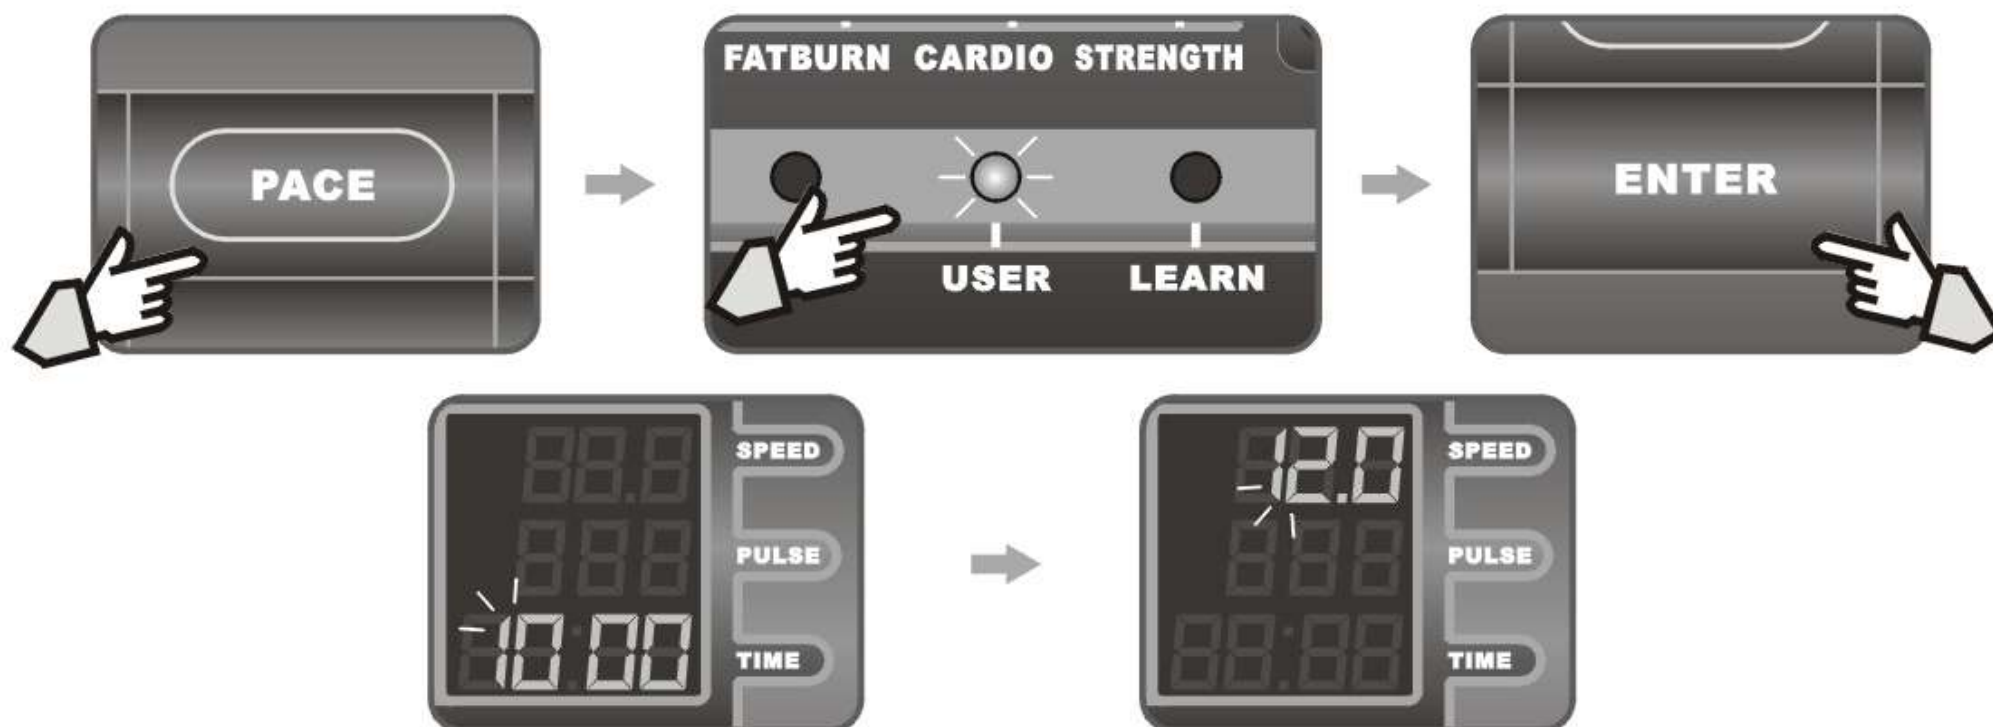 PACE
FATBURN CARDIO STRENGTH
USER LEARN
ENTER
SPEED
PULSE
10 00
TIME
12.0
SPEED
PULSE
TIME